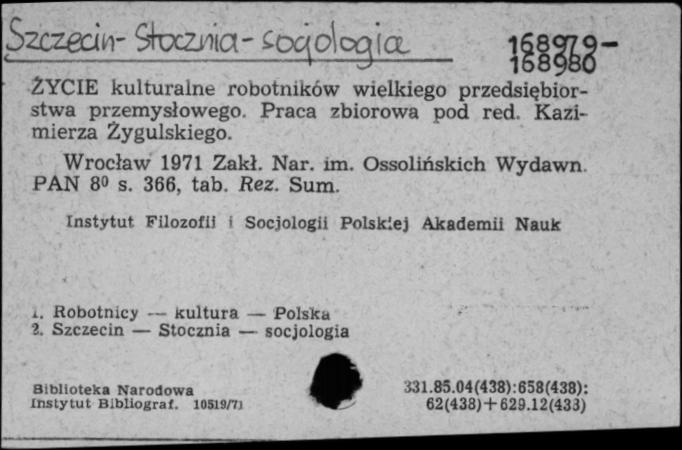 Szczecin - Stocznia - socjologia
168979-
168980
ŻYCIE kulturalne robotników wielkiego przedsiębior-
stwa przemysłowego. Praca zbiorowa pod red. Kazi-
mierza Żygulskiego.
Wrocław 1971 Zakł. Nar. im. Ossolińskich Wydawn.
PAN 8⁰ s. 366, tab. Rez. Sum.
Instytut Filozofii i Socjologii Polskiej Akademii Nauk
1. Robotnicy — kultura — Polska
2. Szczecin — Stocznia — socjologia
Biblioteka Narodowa
Instytut Bibliograf. 10519/71
331.85.04(438):658(438):
62(438)+629.12(433)